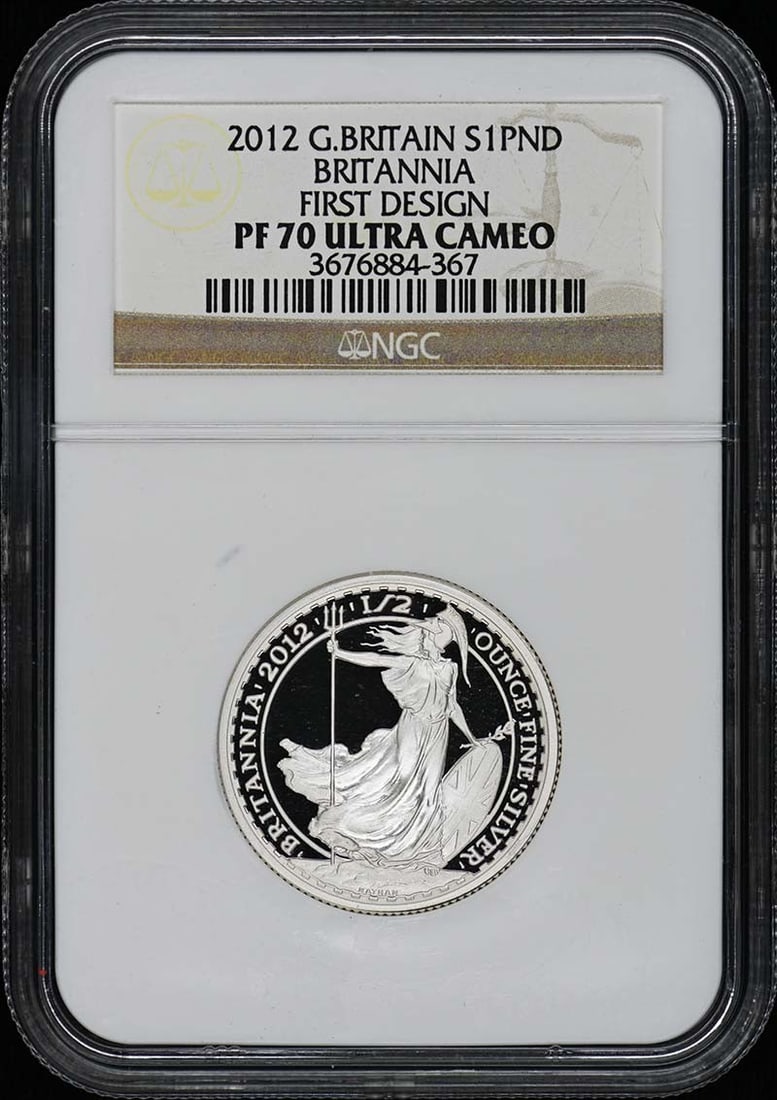 2012 G.BRITAIN S1PND
BRITANNIA
FIRST DESIGN
PF 70 ULTRA CAMEO
3676884-367
NGC
BRITANNIA 2012 1/2 OUNCE FINE SILVER
NATHAN